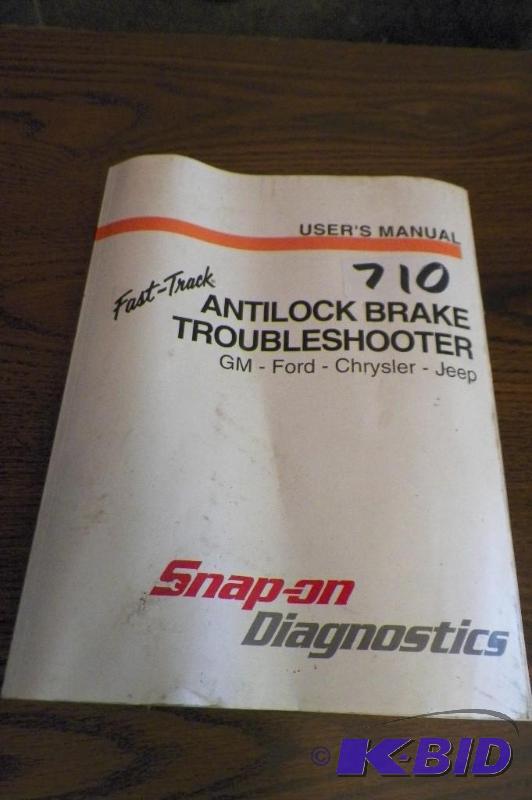 USER'S MANUAL
710
Fast-Track
ANTILOCK BRAKE
TROUBLESHOOTER
GM - Ford - Chrysler - Jeep
Snap-on
Diagnostics
© K-BID